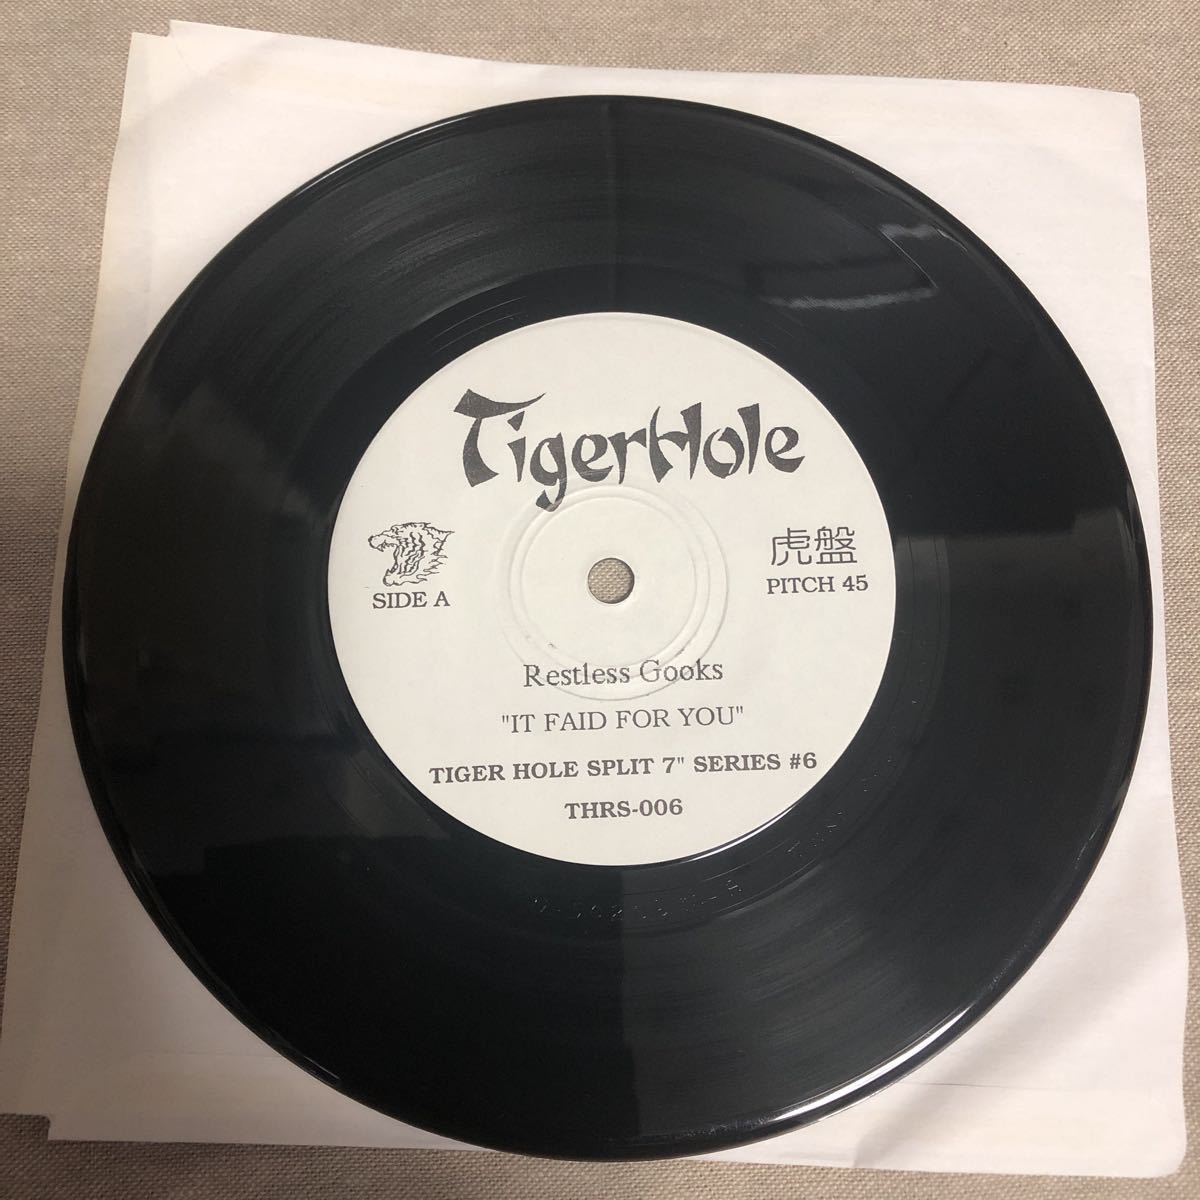 TigerHole
虎盤
SIDE A
PITCH 45
Restless Gooks
"IT FAID FOR YOU"
TIGER HOLE SPLIT 7" SERIES #6
THRS-006